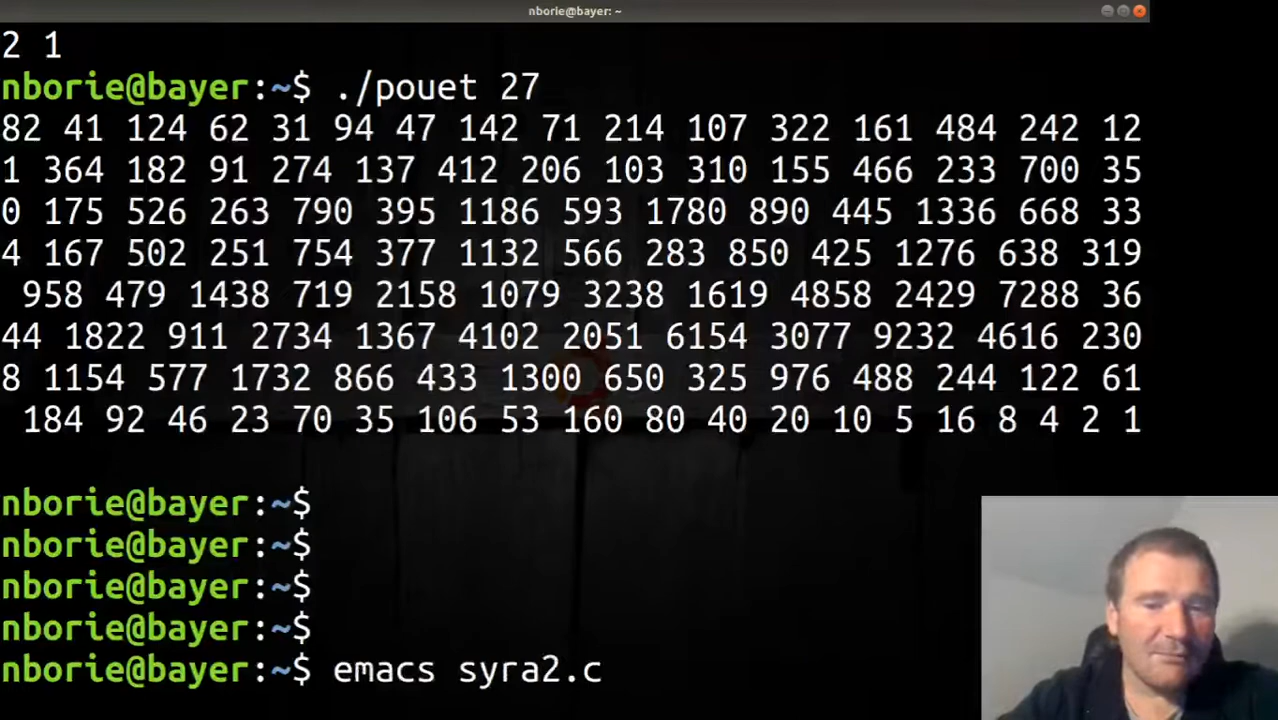 nborie@bayer: ~
2 1
nborie@bayer:~$ ./pouet 27
82 41 124 62 31 94 47 142 71 214 107 322 161 484 242 12
1 364 182 91 274 137 412 206 103 310 155 466 233 700 35
0 175 526 263 790 395 1186 593 1780 890 445 1336 668 33
4 167 502 251 754 377 1132 566 283 850 425 1276 638 319
 958 479 1438 719 2158 1079 3238 1619 4858 2429 7288 36
44 1822 911 2734 1367 4102 2051 6154 3077 9232 4616 230
8 1154 577 1732 866 433 1300 650 325 976 488 244 122 61
 184 92 46 23 70 35 106 53 160 80 40 20 10 5 16 8 4 2 1
nborie@bayer:~$
nborie@bayer:~$
nborie@bayer:~$
nborie@bayer:~$
nborie@bayer:~$ emacs syra2.c